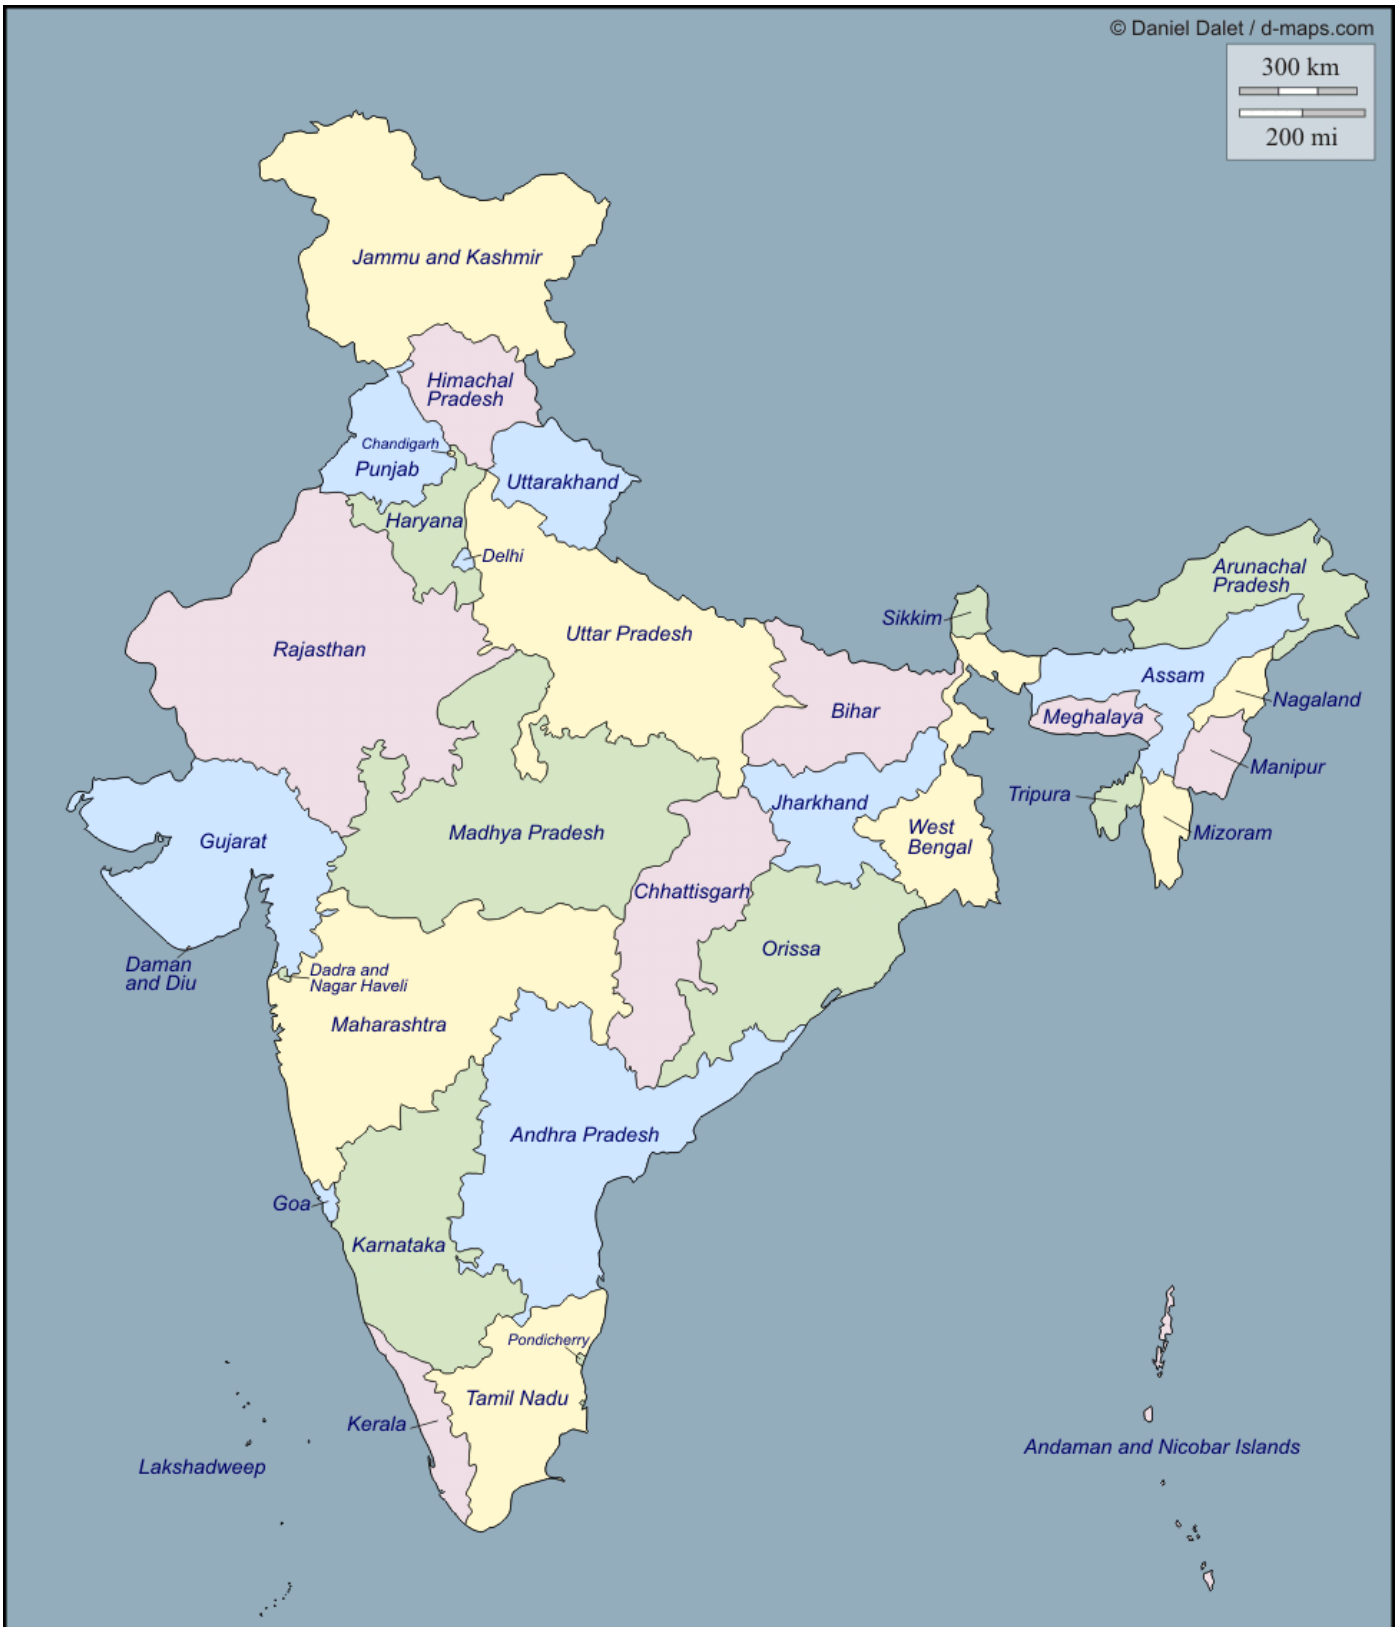 © Daniel Dalet / d-maps.com
300 km
200 mi
Jammu and Kashmir
Himachal
Pradesh
Chandigarh
Punjab
Uttarakhand
Haryana
Delhi
Arunachal
Pradesh
Sikkim
Uttar Pradesh
Rajasthan
Assam
Nagaland
Bihar
Meghalaya
Manipur
Tripura
Jharkhand
Mizoram
West
Bengal
Gujarat
Madhya Pradesh
Chhattisgarh
Orissa
Daman
and Diu
Dadra and
Nagar Haveli
Maharashtra
Andhra Pradesh
Goa
Karnataka
Pondicherry
Tamil Nadu
Kerala
Lakshadweep
Andaman and Nicobar Islands